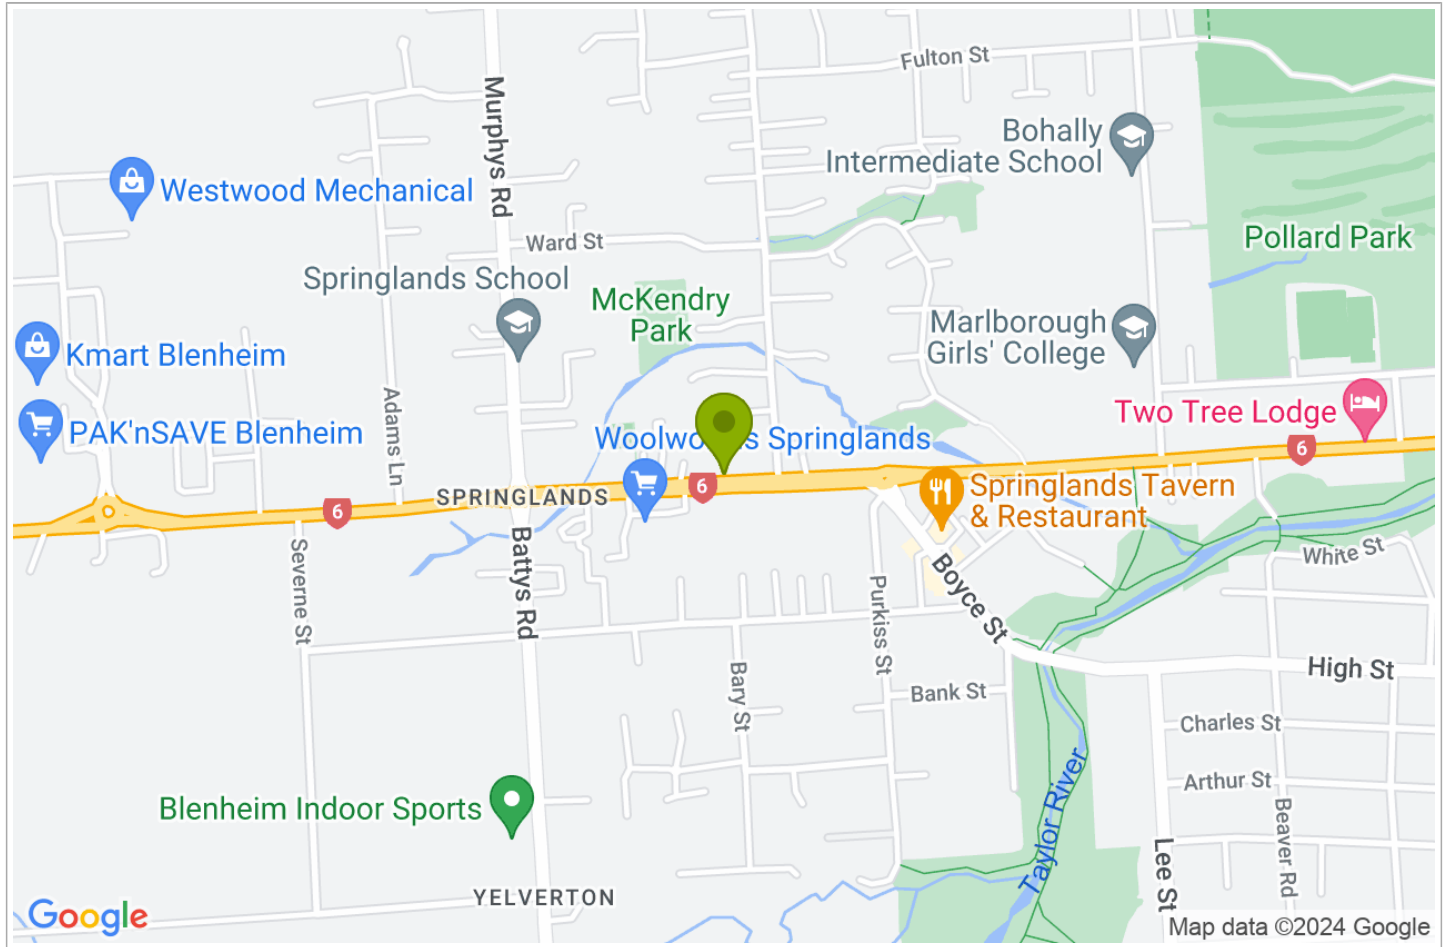 Fulton St
Murphys Rd
Bohally
Intermediate School
Westwood Mechanical
Ward St
Pollard Park
Springlands School
McKendry
Park
Marlborough
Girls' College
Kmart Blenheim
Adams Ln
Two Tree Lodge
PAK'nSAVE Blenheim
Woolwo s Springlands
6
6
6
SPRINGLANDS
Springlands Tavern
& Restaurant
Severne St
Battys Rd
Boyce St
White St
Purkiss St
High St
Bary St
Bank St
Charles St
Arthur St
Blenheim Indoor Sports
Taylor River
Beaver Rd
Lee St
YELVERTON
Google
Map data ©2024 Google